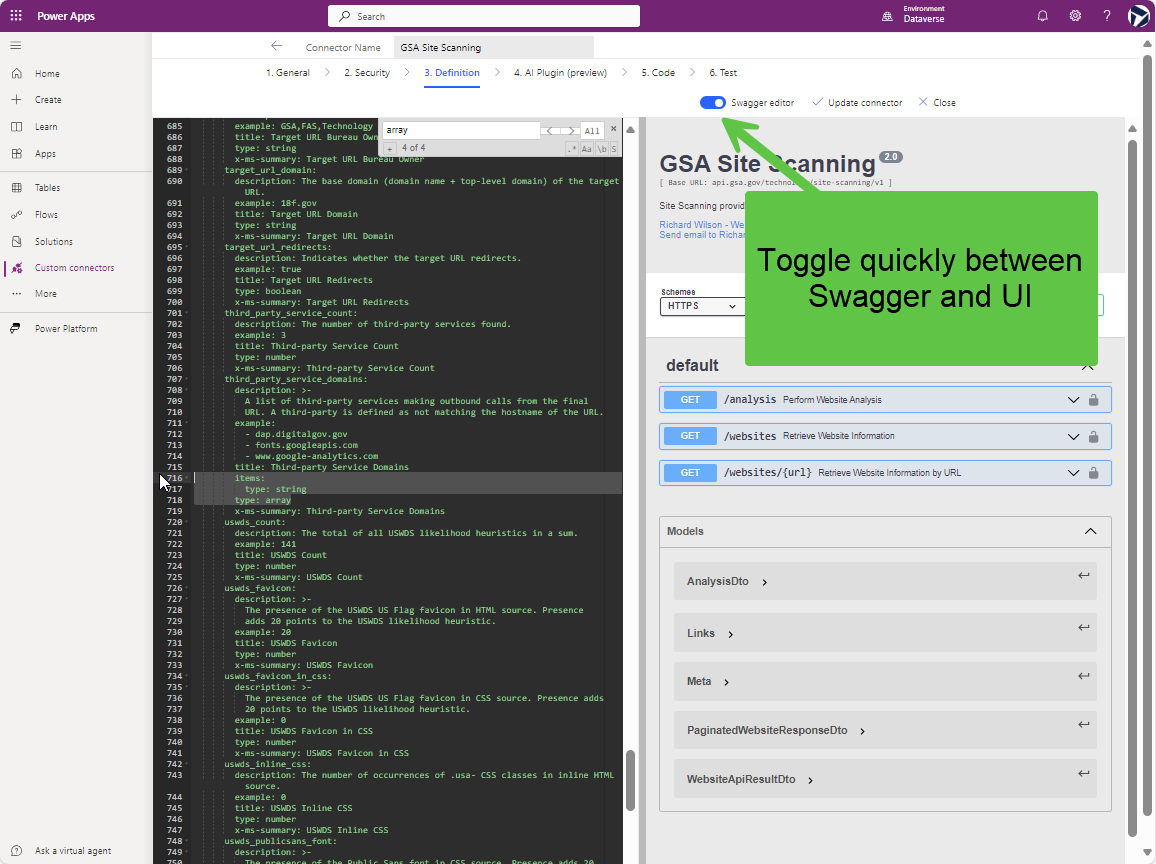 Power Apps
Search
Environment
Dataverse
Connector Name
GSA Site Scanning
1. General
2. Security
3. Definition
4. AI Plugin (preview)
5. Code
6. Test
Swagger editor
Update connector
Close
Home
Create
Learn
Apps
Tables
Flows
Solutions
Custom connectors
More
Power Platform
Ask a virtual agent
array
All
+ 4 of 4
.* Aa \b S
685 example: GSA,FAS,Technology
686 title: Target URL Bureau Own
687 type: string
688 x-ms-summary: Target URL Bureau Owner
689 target_url_domain:
690 description: The base domain (domain name + top-level domain) of the target
URL.
691 example: 18f.gov
692 title: Target URL Domain
693 type: string
694 x-ms-summary: Target URL Domain
695 target_url_redirects:
696 description: Indicates whether the target URL redirects.
697 example: true
698 title: Target URL Redirects
699 type: boolean
700 x-ms-summary: Target URL Redirects
701 third_party_service_count:
702 description: The number of third-party services found.
703 example: 3
704 title: Third-party Service Count
705 type: number
706 x-ms-summary: Third-party Service Count
707 third_party_service_domains:
708 description: >-
709 A list of third-party services making outbound calls from the final
710 URL. A third-party is defined as not matching the hostname of the URL.
711 example:
712 - dap.digitalgov.gov
713 - fonts.googleapis.com
714 - www.google-analytics.com
715 title: Third-party Service Domains
716 items:
717 type: string
718 type: array
719 x-ms-summary: Third-party Service Domains
720 uswds_count:
721 description: The total of all USWDS likelihood heuristics in a sum.
722 example: 141
723 title: USWDS Count
724 type: number
725 x-ms-summary: USWDS Count
726 uswds_favicon:
727 description: >-
728 The presence of the USWDS US Flag favicon in HTML source. Presence
729 adds 20 points to the USWDS likelihood heuristic.
730 example: 20
731 title: USWDS Favicon
732 type: number
733 x-ms-summary: USWDS Favicon
734 uswds_favicon_in_css:
735 description: >-
736 The presence of the USWDS US Flag favicon in CSS source. Presence adds
737 20 points to the USWDS likelihood heuristic.
738 example: 0
739 title: USWDS Favicon in CSS
740 type: number
741 x-ms-summary: USWDS Favicon in CSS
742 uswds_inline_css:
743 description: The number of occurrences of .usa- CSS classes in inline HTML
source.
744 example: 0
745 title: USWDS Inline CSS
746 type: number
747 x-ms-summary: USWDS Inline CSS
748 uswds_publicsans_font:
749 description: >-
750 The presence of the Public Sans font in CSS source. Presence adds 20
GSA Site Scanning 2.0
[ Base URL: api.gsa.gov/technology/site-scanning/v1 ]
Site Scanning provid
Richard Wilson - We
Send email to Richar
Toggle quickly between
Swagger and UI
Schemes
HTTPS
default
GET /analysis Perform Website Analysis
GET /websites Retrieve Website Information
GET /websites/{url} Retrieve Website Information by URL
Models
AnalysisDto
Links
Meta
PaginatedWebsiteResponseDto
WebsiteApiResultDto